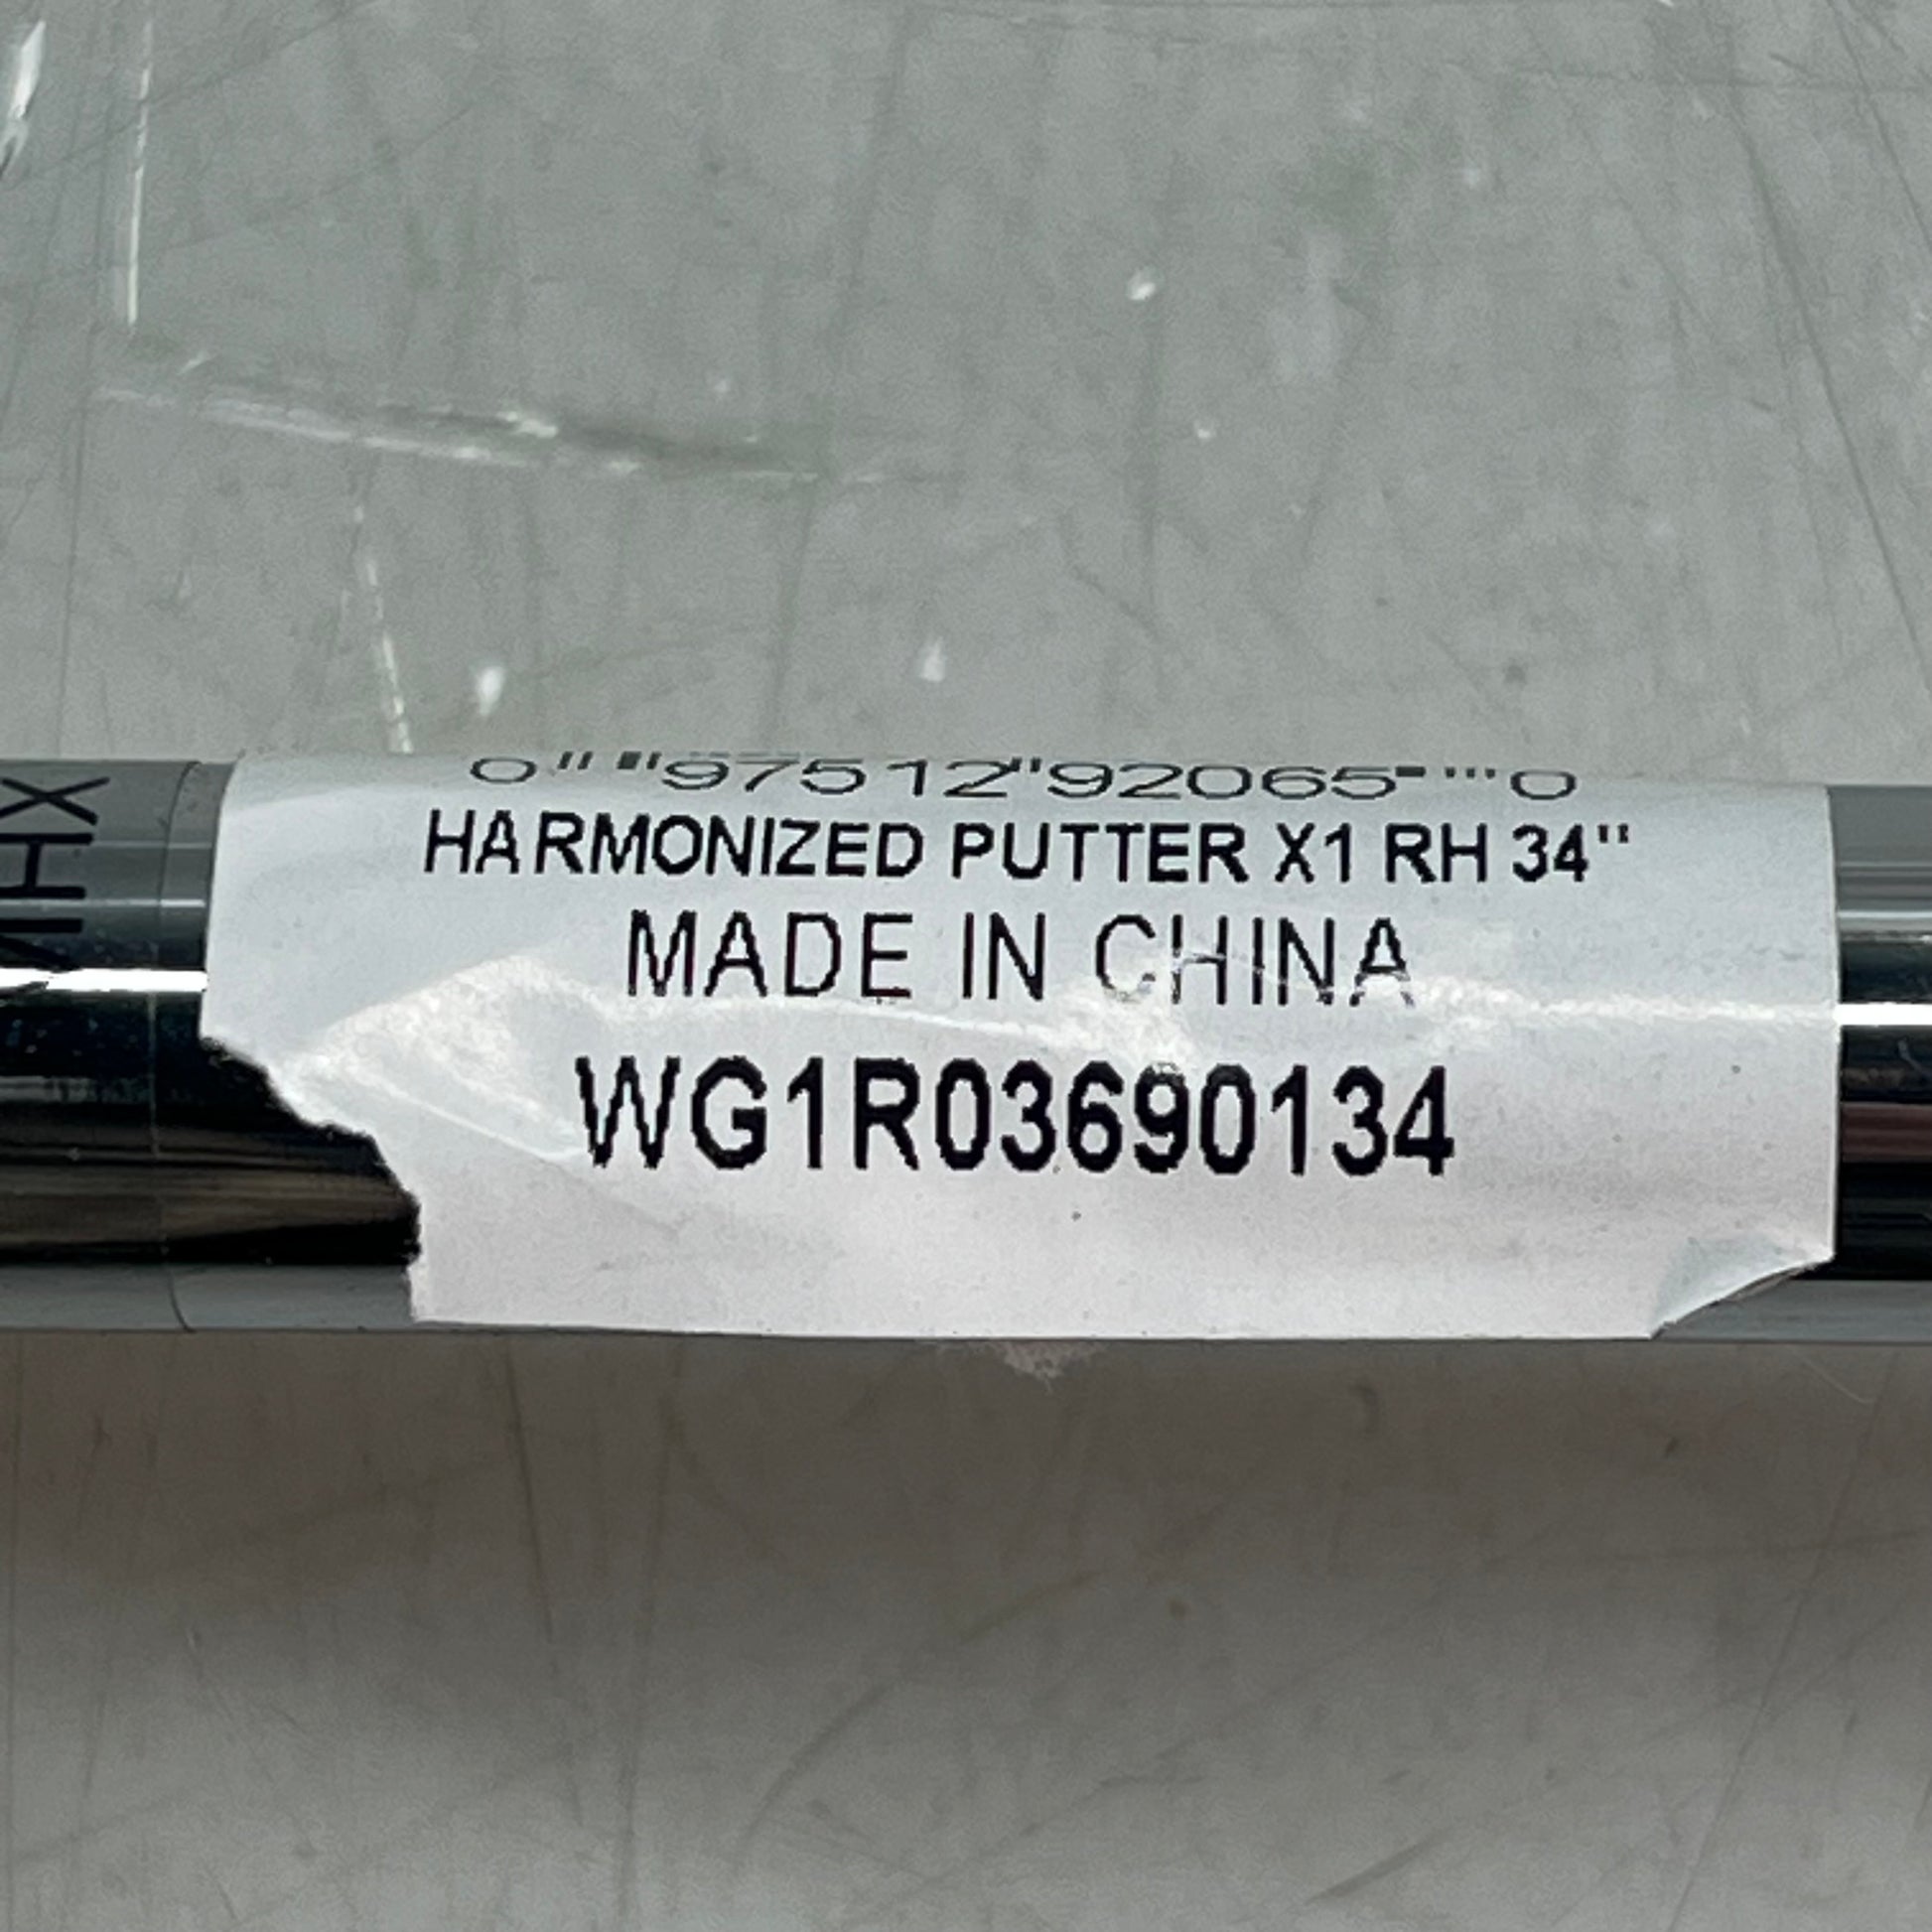 0 97512 92065 0
HARMONIZED PUTTER X1 RH 34"
MADE IN CHINA
WG1R03690134